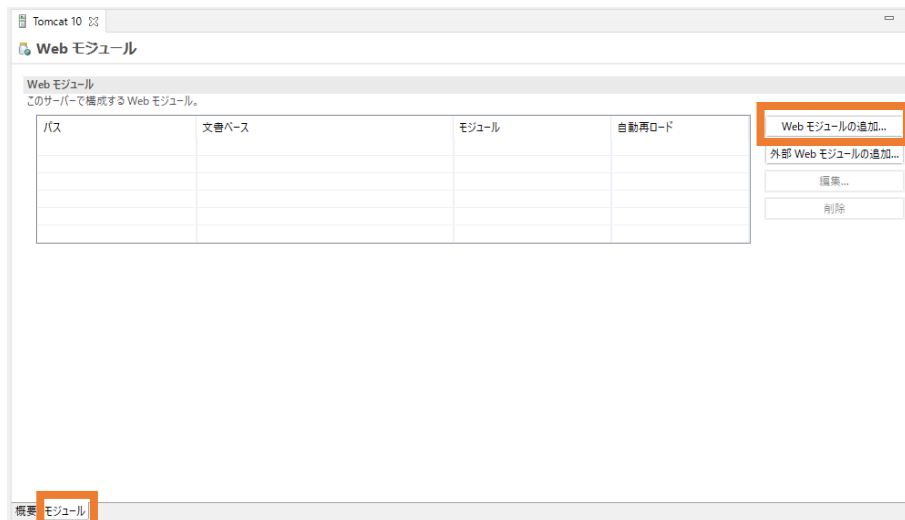 Tomcat 10
Web モジュール
Web モジュール
このサーバーで構成する Web モジュール。
パス 文書ベース モジュール 自動再ロード
Web モジュールの追加...
外部 Web モジュールの追加...
編集...
削除
概要 モジュール